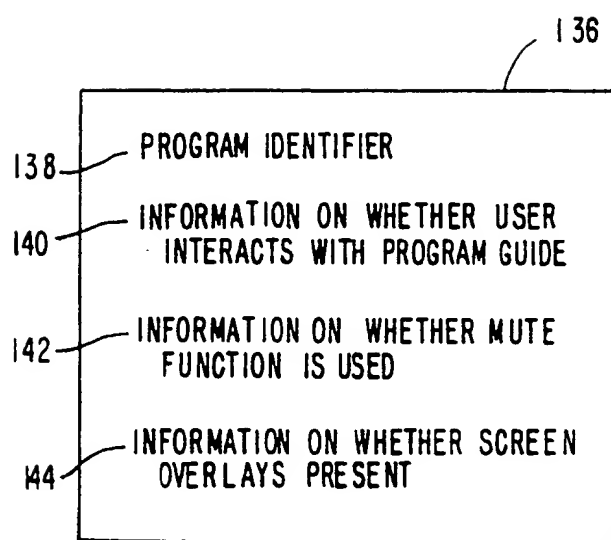 136
138 PROGRAM IDENTIFIER
INFORMATION ON WHETHER USER
140 INTERACTS WITH PROGRAM GUIDE
142 INFORMATION ON WHETHER MUTE
FUNCTION IS USED
144 INFORMATION ON WHETHER SCREEN
OVERLAYS PRESENT